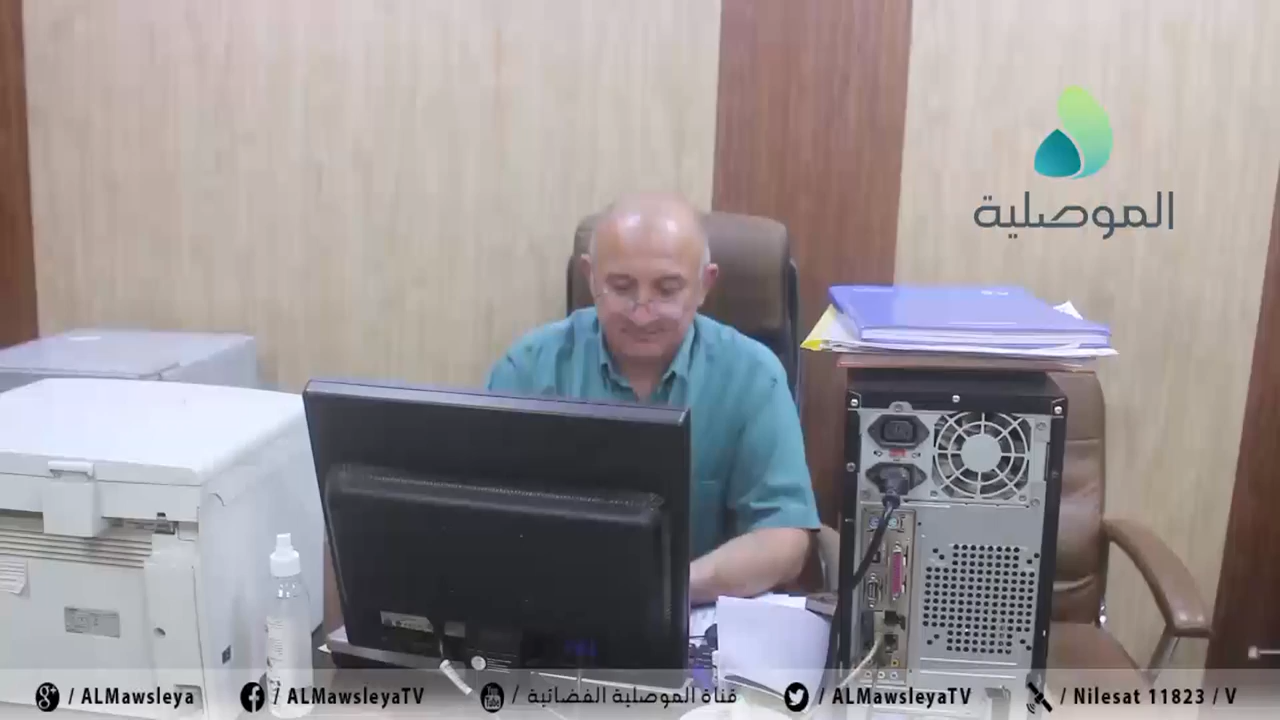 الموصلية
/ ALMawsleya
/ ALMawsleyaTV
/ قناة الموصلية الفضائية
/ ALMawsleyaTV
/ Nilesat 11823 / V